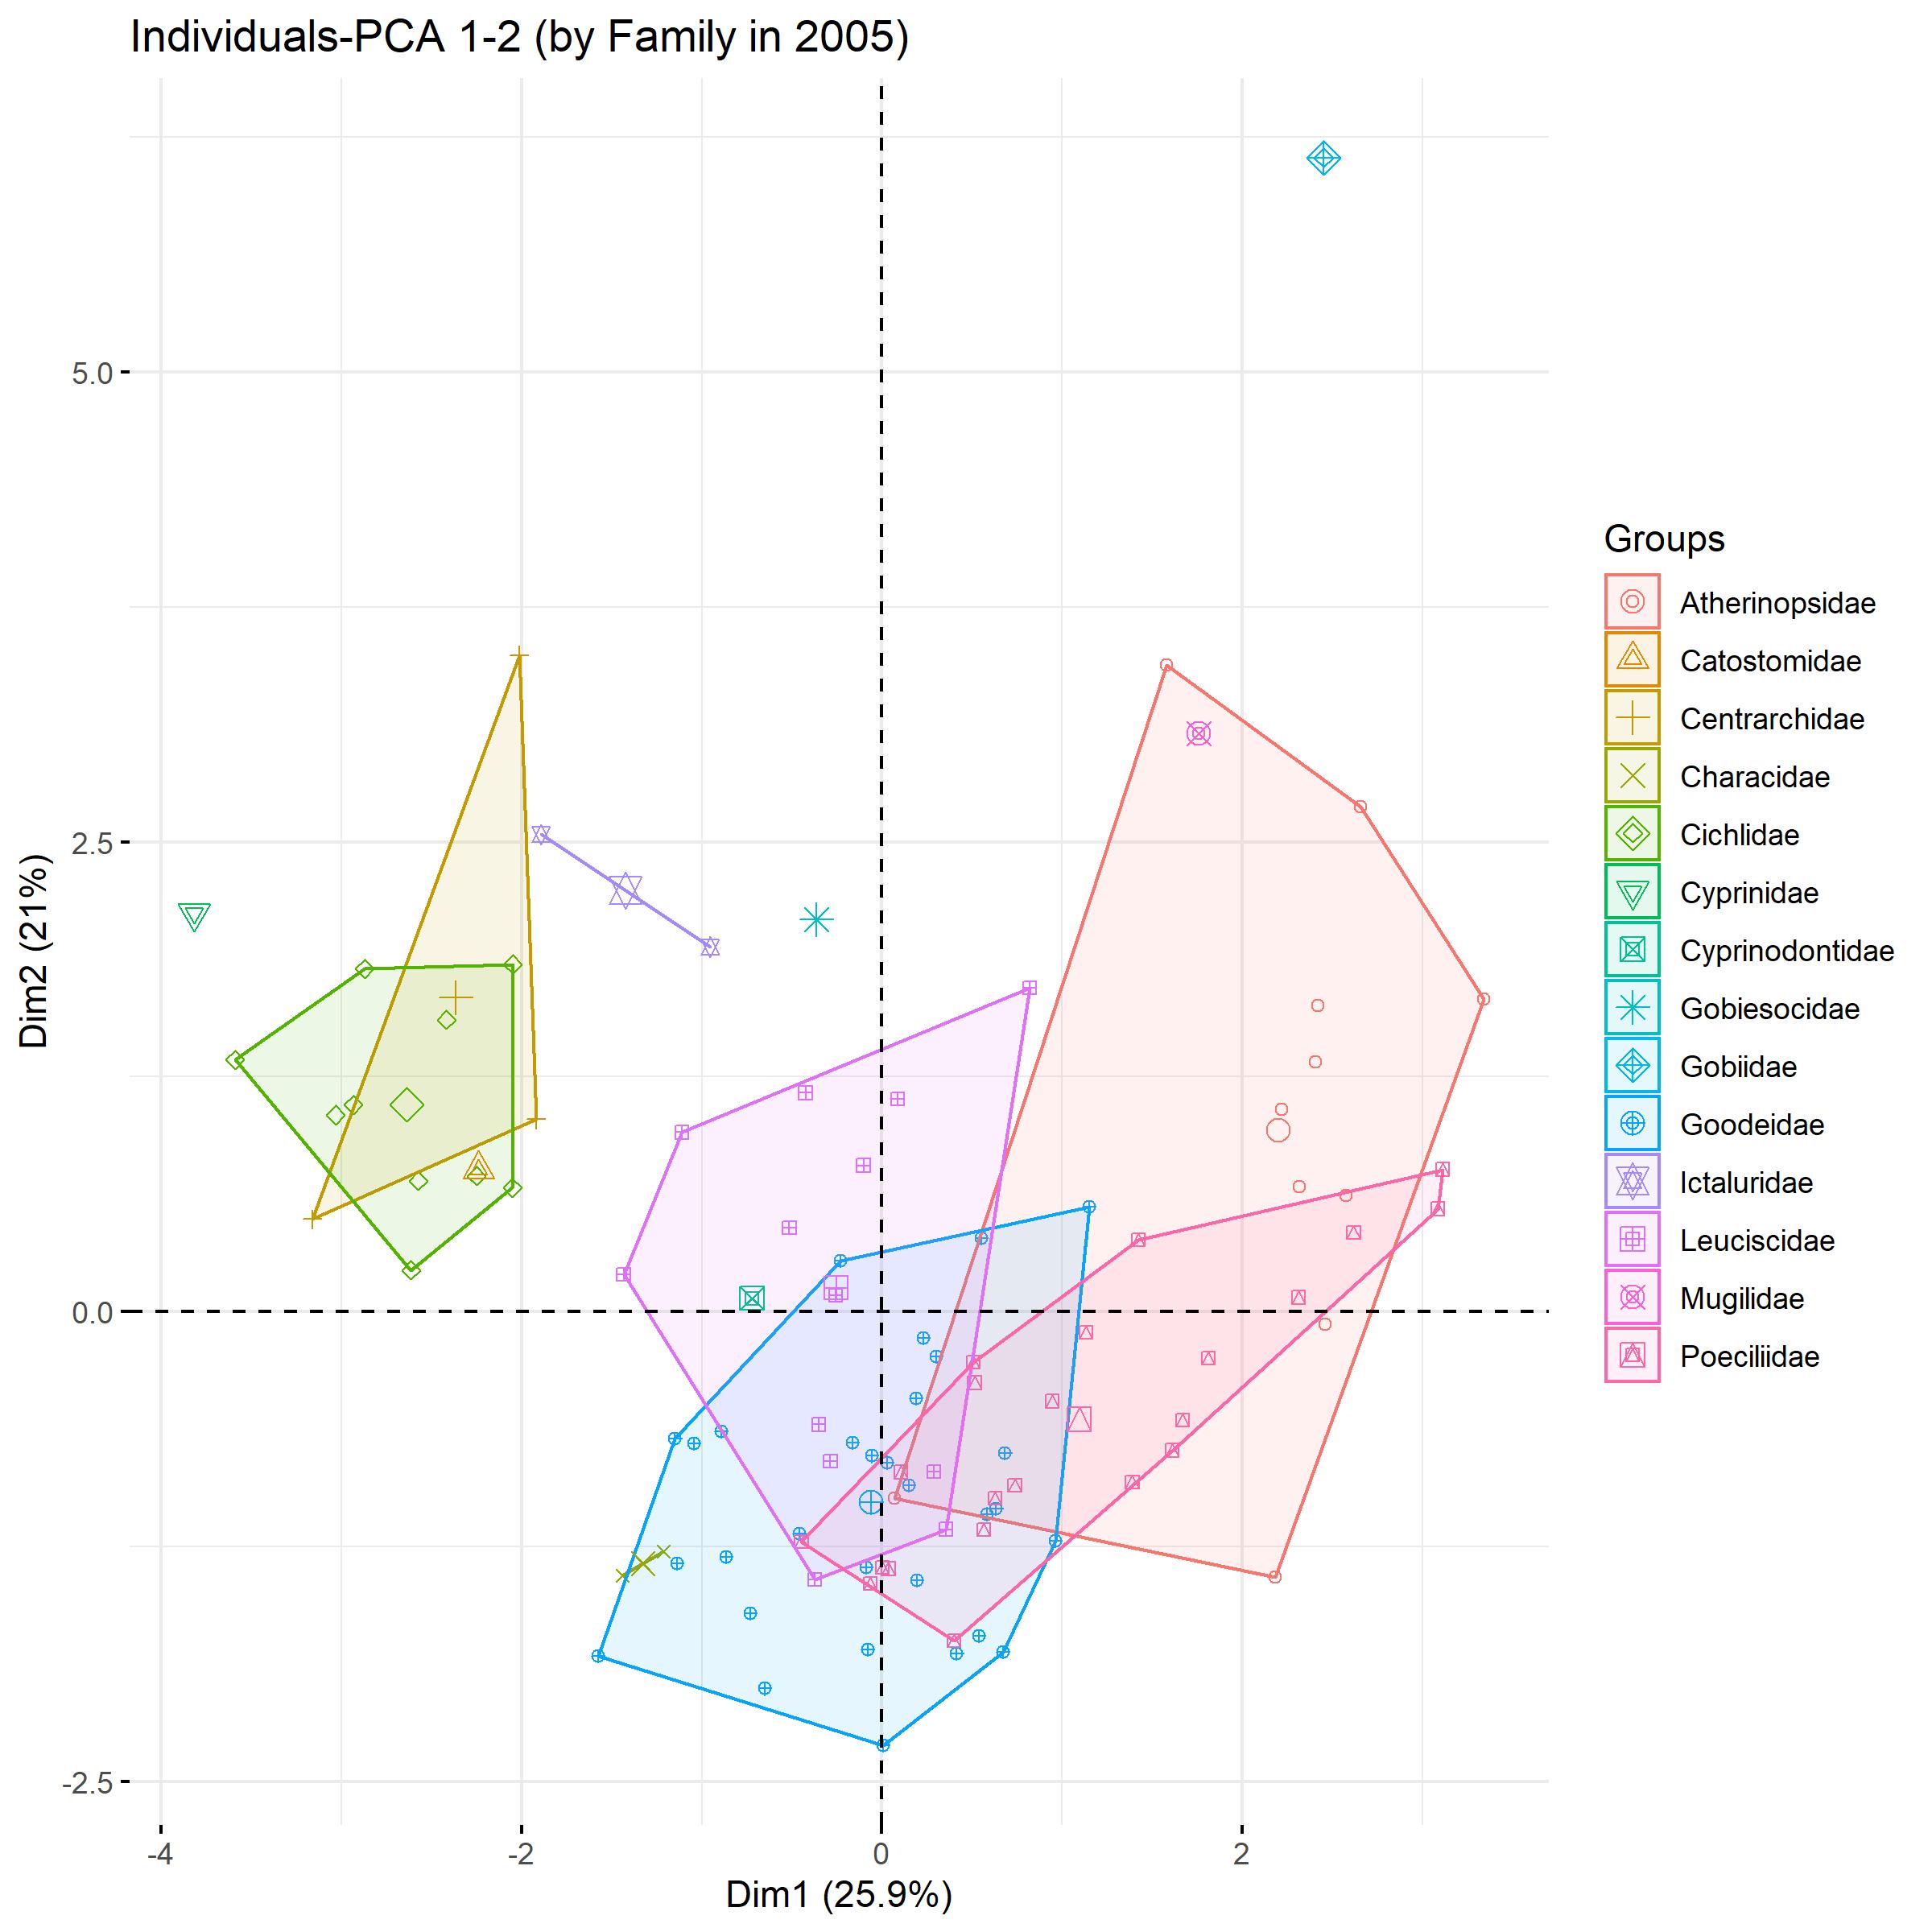 Individuals-PCA 1-2 (by Family in 2005)
5.0
2.5
0.0
-2.5
Dim2 (21%)
-4
-2
0
2
Dim1 (25.9%)
Groups
Atherinopsidae
Catostomidae
Centrarchidae
Characidae
Cichlidae
Cyprinidae
Cyprinodontidae
Gobiesocidae
Gobiidae
Goodeidae
Ictaluridae
Leuciscidae
Mugilidae
Poeciliidae